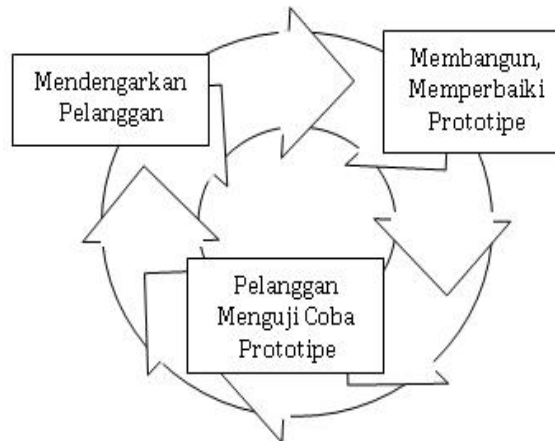 Mendengarkan
Pelanggan
Membangun,
Memperbaiki
Prototipe
Pelanggan
Menguji Coba
Prototipe